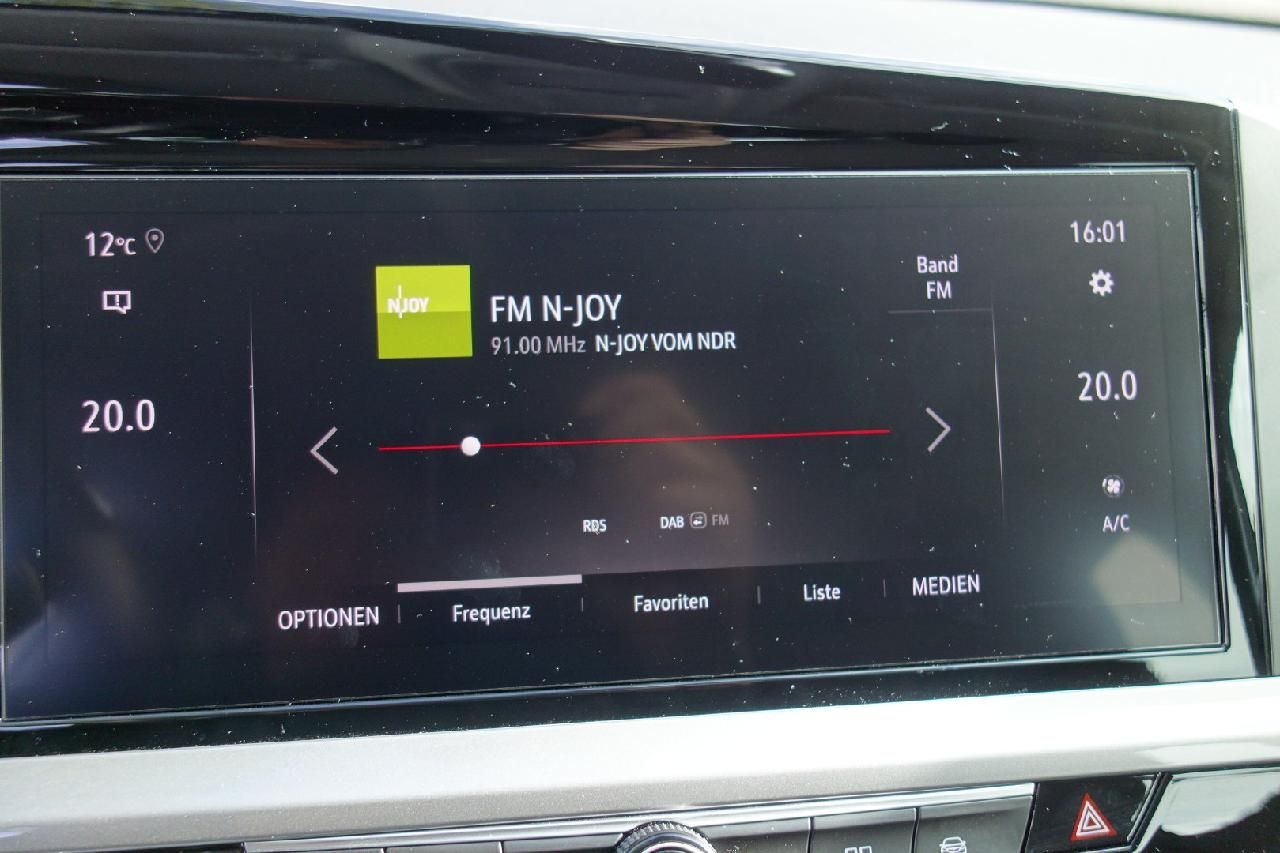 12°C
16:01
Band
FM
N-JOY
FM N-JOY
91.00 MHz N-JOY VOM NDR
20.0
20.0
RDS
DAB FM
A/C
OPTIONEN
Frequenz
Favoriten
Liste
MEDIEN